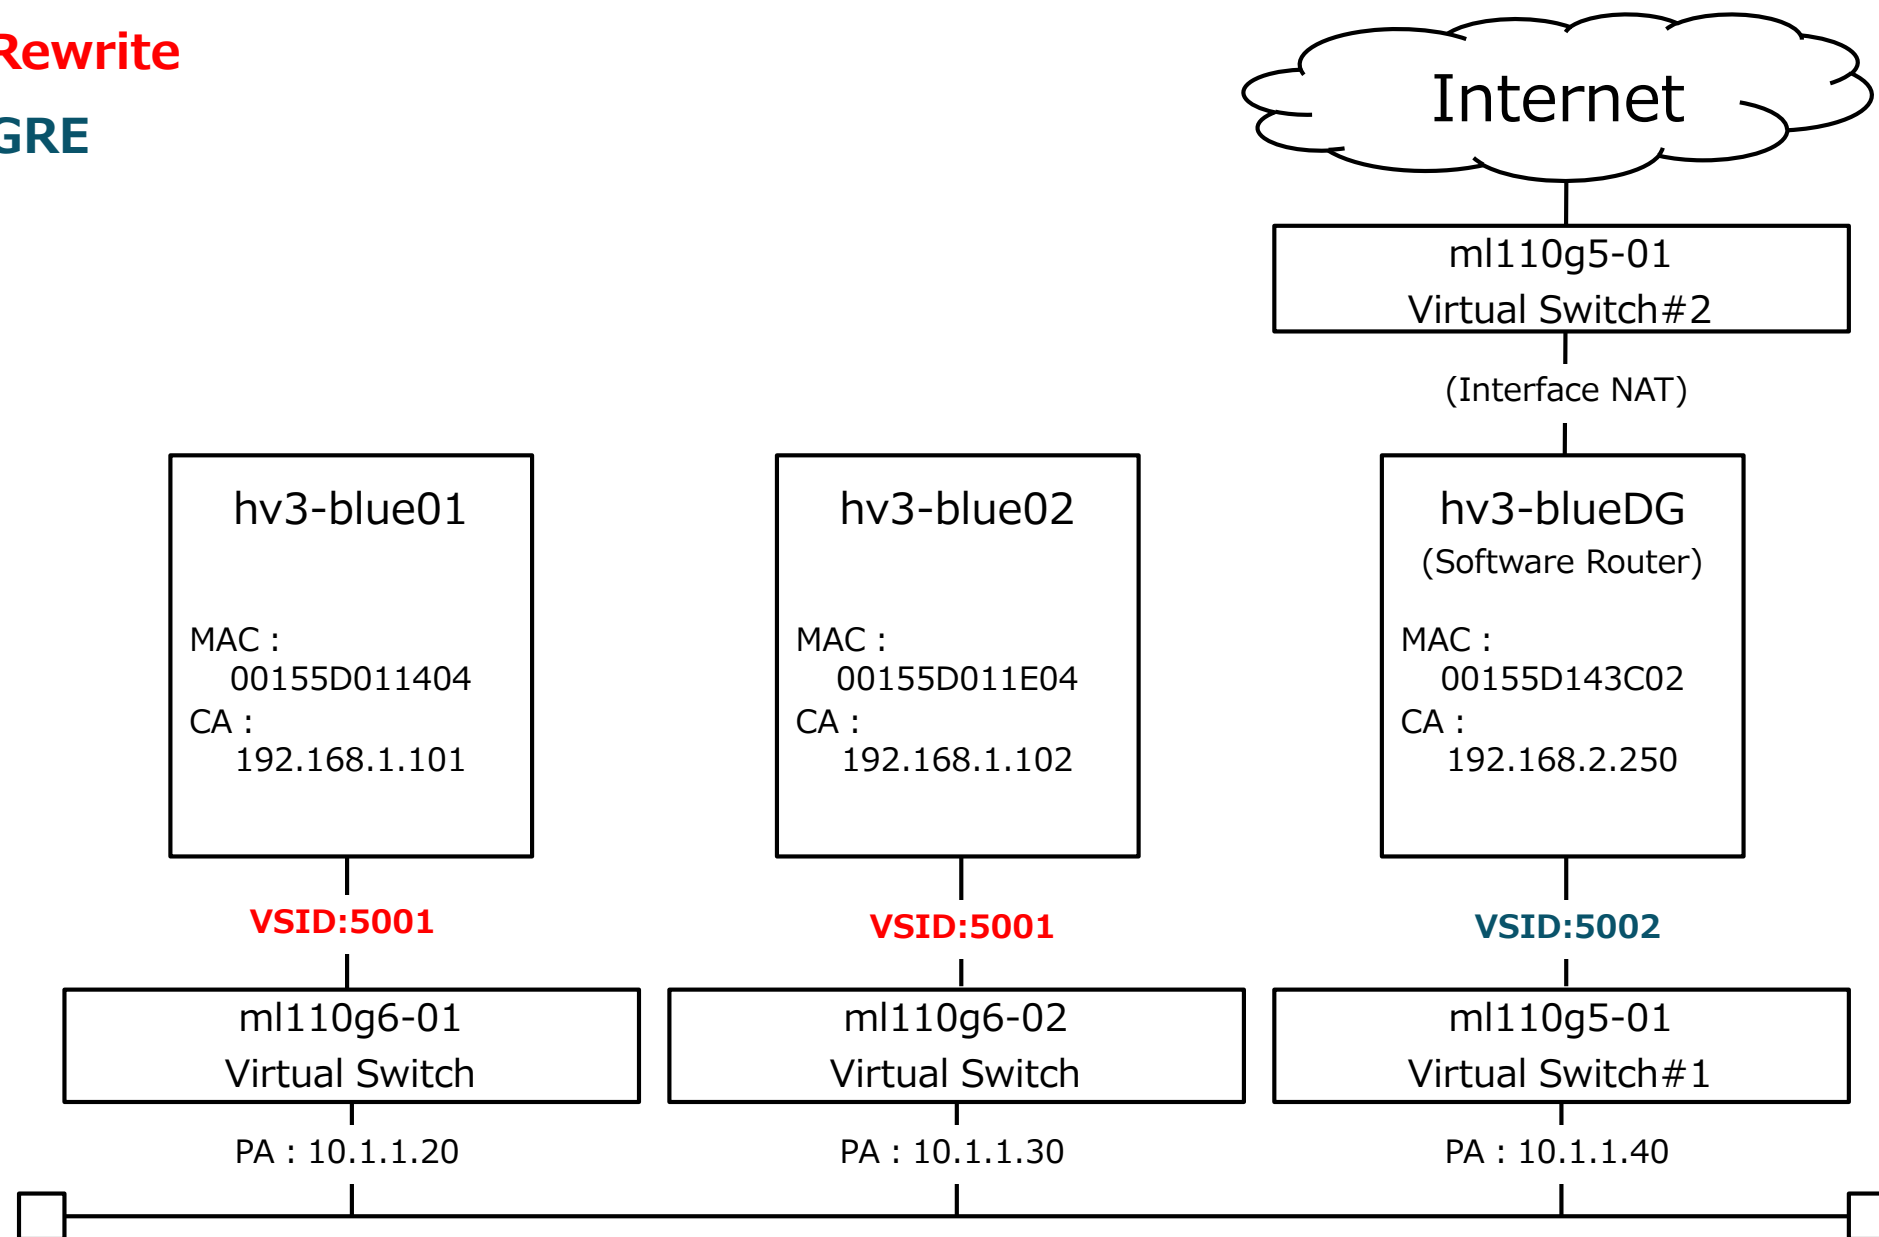 Rewrite
GRE
Internet
ml110g5-01
Virtual Switch#2
(Interface NAT)
hv3-blue01
MAC :
00155D011404
CA :
192.168.1.101
hv3-blue02
MAC :
00155D011E04
CA :
192.168.1.102
hv3-blueDG
(Software Router)
MAC :
00155D143C02
CA :
192.168.2.250
VSID:5001
VSID:5001
VSID:5002
ml110g6-01
Virtual Switch
ml110g6-02
Virtual Switch
ml110g5-01
Virtual Switch#1
PA : 10.1.1.20
PA : 10.1.1.30
PA : 10.1.1.40